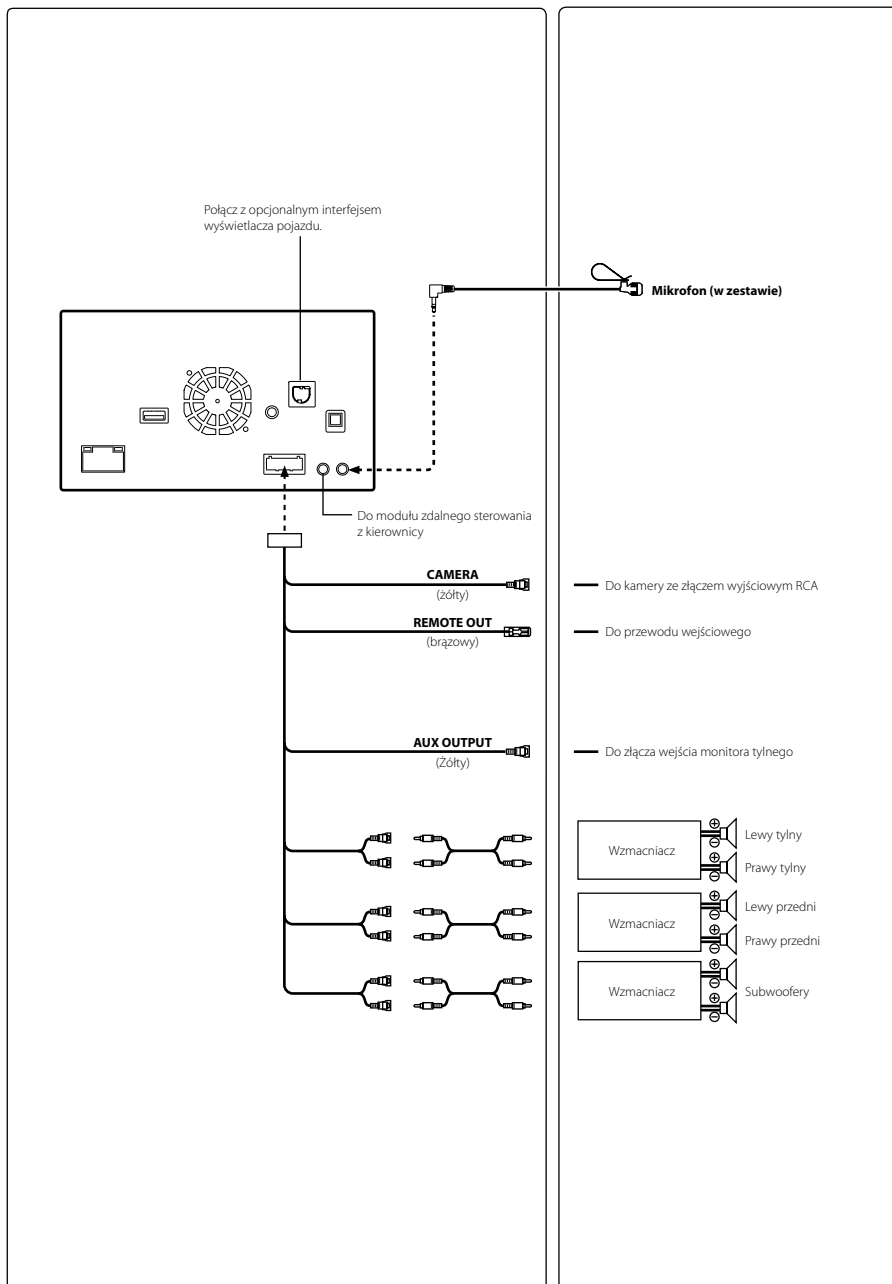 Połącz z opcjonalnym interfejsem
wyświetlacza pojazdu.
Mikrofon (w zestawie)
Do modułu zdalnego sterowania
z kierownicy
CAMERA
(żółty)
Do kamery ze złączem wyjściowym RCA
REMOTE OUT
(brązowy)
Do przewodu wejściowego
AUX OUTPUT
(Żółty)
Do złącza wejścia monitora tylnego
Wzmacniacz
Lewy tylny
Prawy tylny
Wzmacniacz
Lewy przedni
Prawy przedni
Wzmacniacz
Subwoofery